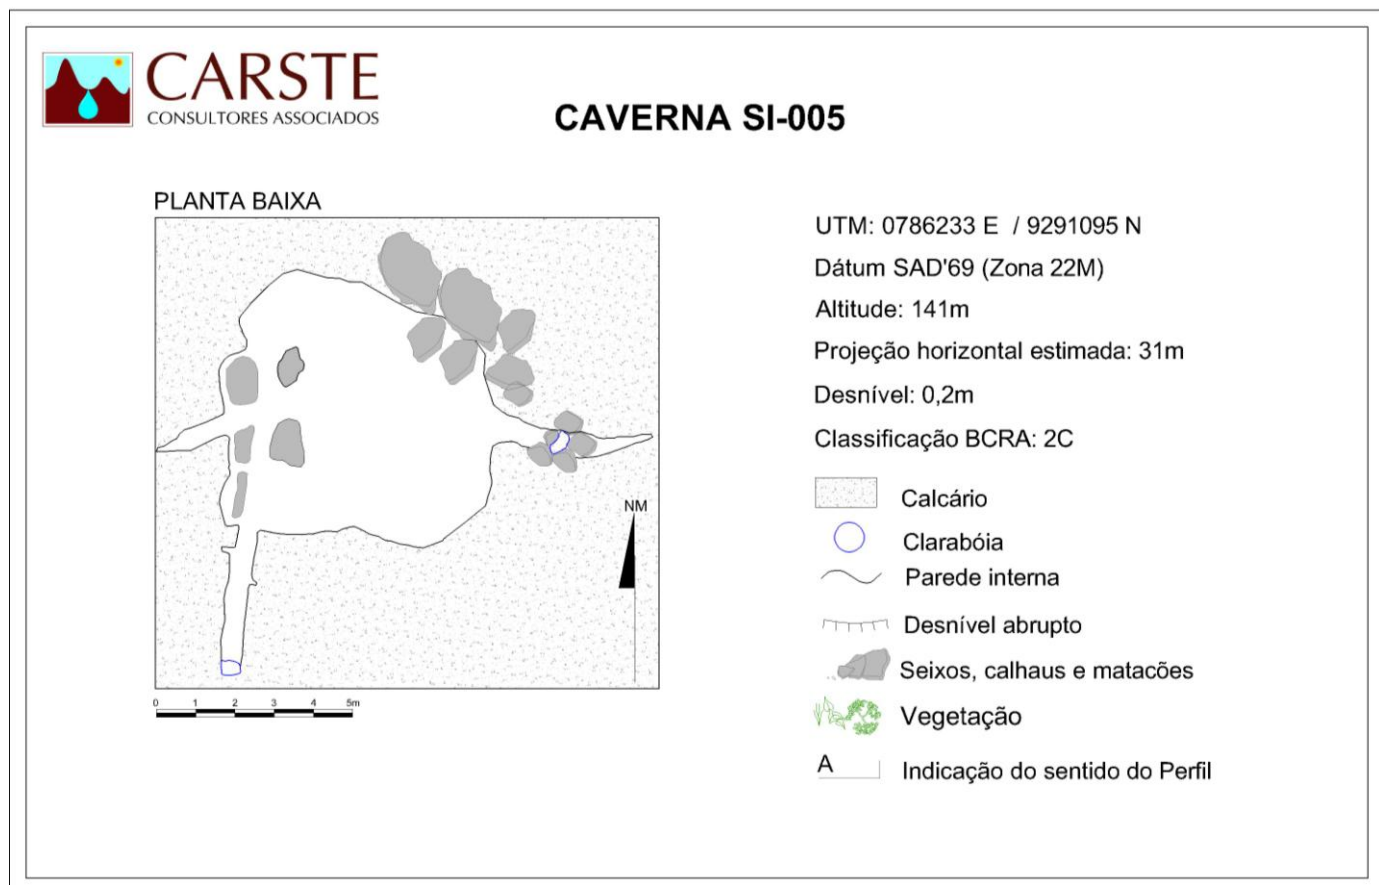 CARSTE
CONSULTORES ASSOCIADOS
CAVERNA SI-005
PLANTA BAIXA
NM
0 1 2 3 4 5m
UTM: 0786233 E / 9291095 N
Dátum SAD'69 (Zona 22M)
Altitude: 141m
Projeção horizontal estimada: 31m
Desnível: 0,2m
Classificação BCRA: 2C
Calcário
Clarabóia
Parede interna
Desnível abrupto
Seixos, calhaus e matacões
Vegetação
A Indicação do sentido do Perfil